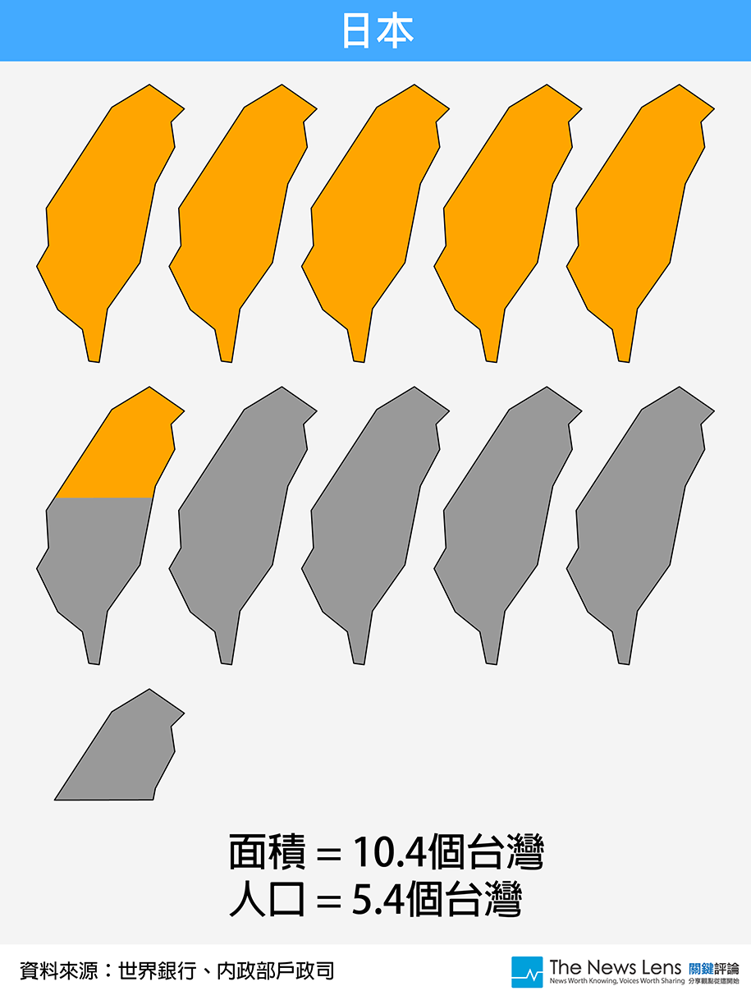 日本
面積 = 10.4個台灣
人口 = 5.4個台灣
資料來源：世界銀行、內政部戶政司
The News Lens 關鍵評論
News Worth Knowing, Voices Worth Sharing 分享觀點從這開始